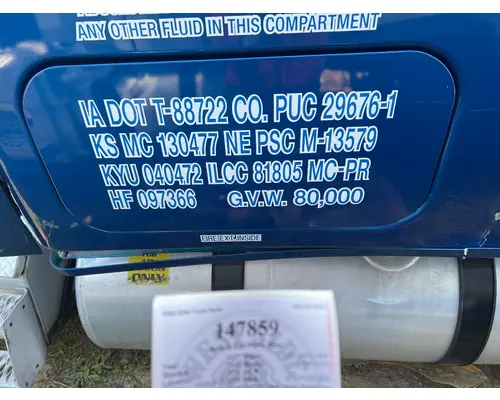 ANY OTHER FLUID IN THIS COMPARTMENT
IA DOT T-88722 CO. PUC 29676-1
KS MC 130477 NE PSC M-13579
KYU 040472 ILCC 81805 MC-PR
HF 097366 G.V.W. 80,000
FIRE EXT. INSIDE
ONLY
147859